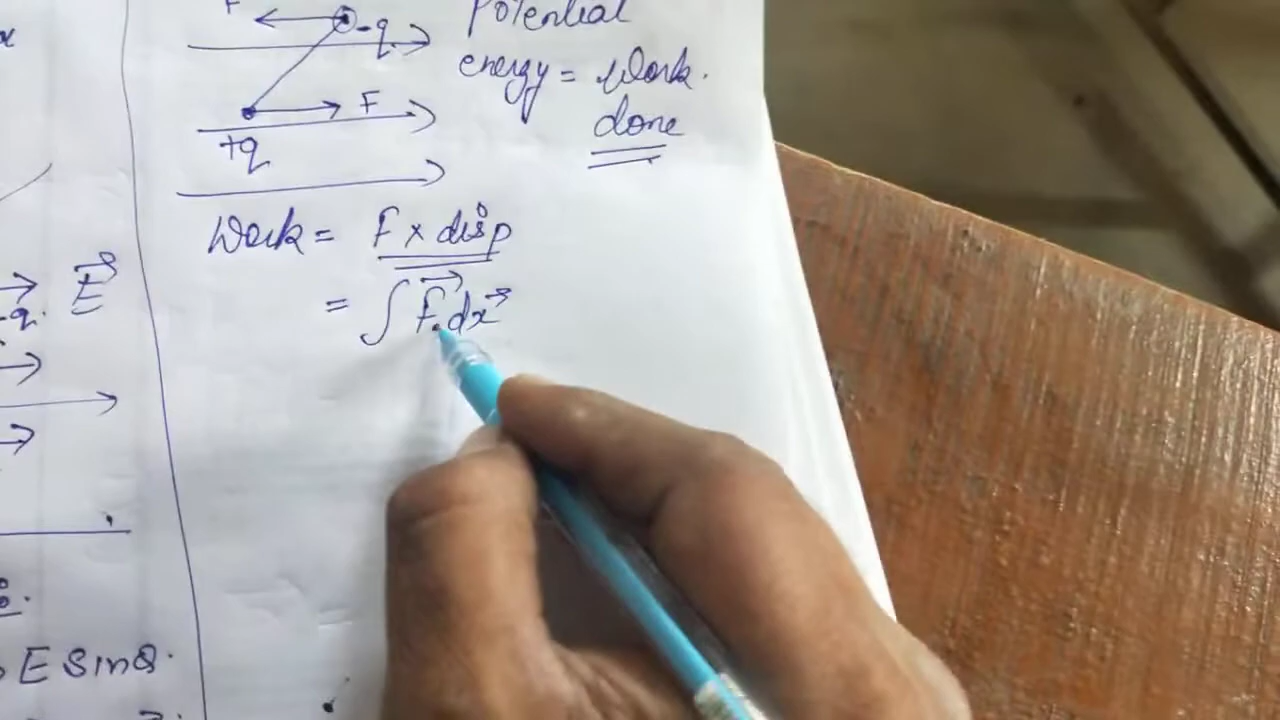 F
-q
Potential
energy = Work.
F
done
+q
Work = F x disp
= ∫ F⃗.dx⃗
E⃗
-q.
E Sinθ.